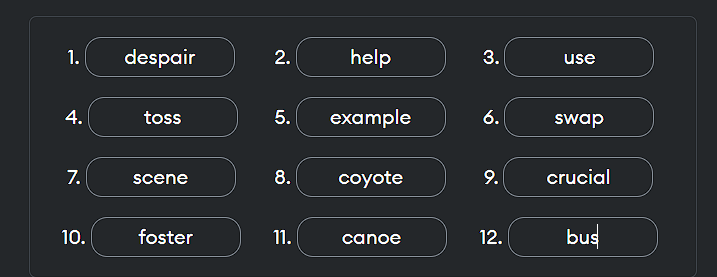 1. despair 2. help 3. use
4. toss 5. example 6. swap
7. scene 8. coyote 9. crucial
10. foster 11. canoe 12. bus